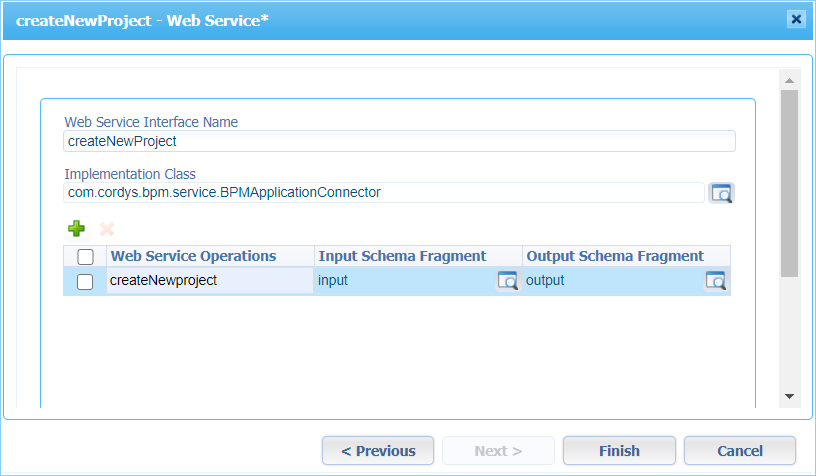 createNewProject - Web Service*
Web Service Interface Name
createNewProject
Implementation Class
com.cordys.bpm.service.BPMApplicationConnector
Web Service Operations Input Schema Fragment Output Schema Fragment
createNewproject input output
< Previous Next > Finish Cancel